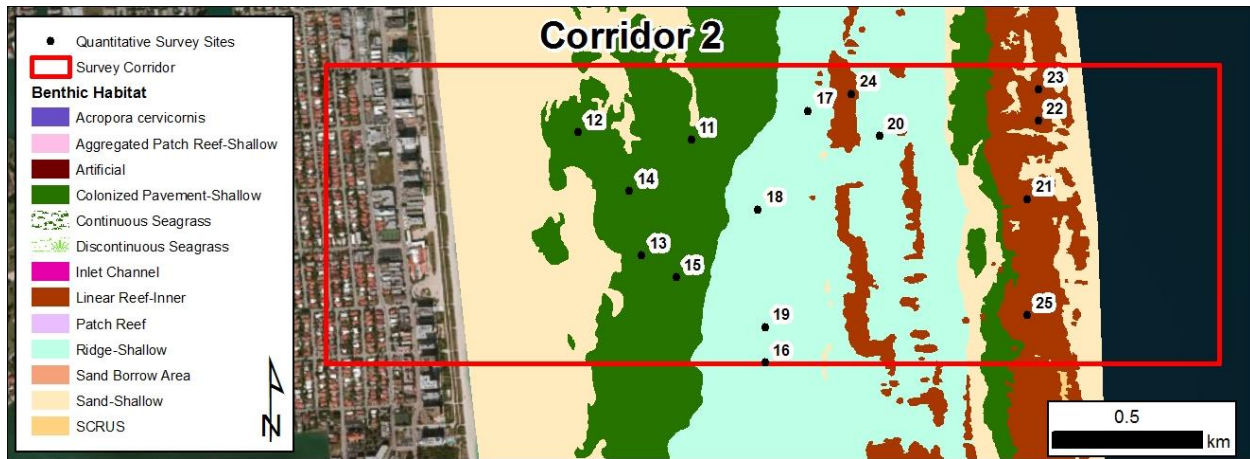 Corridor 2
Quantitative Survey Sites
Survey Corridor
Benthic Habitat
Acropora cervicornis
Aggregated Patch Reef-Shallow
Artificial
Colonized Pavement-Shallow
Continuous Seagrass
Discontinuous Seagrass
Inlet Channel
Linear Reef-Inner
Patch Reef
Ridge-Shallow
Sand Borrow Area
Sand-Shallow
SCRUS
N
12
11
14
13
15
17
24
20
18
19
16
23
22
21
25
0.5
km